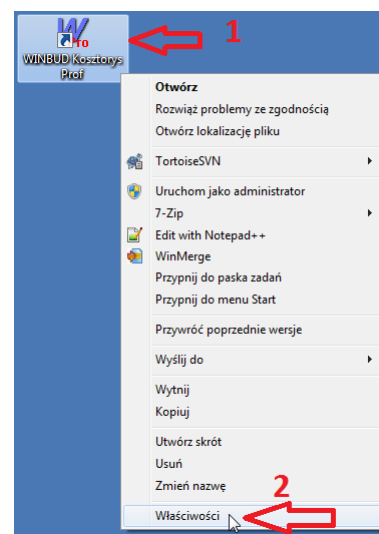 1
WINBUD Kosztorys
Prof
Otwórz
Rozwiąż problemy ze zgodnością
Otwórz lokalizację pliku
TortoiseSVN
Uruchom jako administrator
7-Zip
Edit with Notepad++
WinMerge
Przypnij do paska zadań
Przypnij do menu Start
Przywróć poprzednie wersje
Wyślij do
Wytnij
Kopiuj
Utwórz skrót
Usuń
Zmień nazwę
2
Właściwości